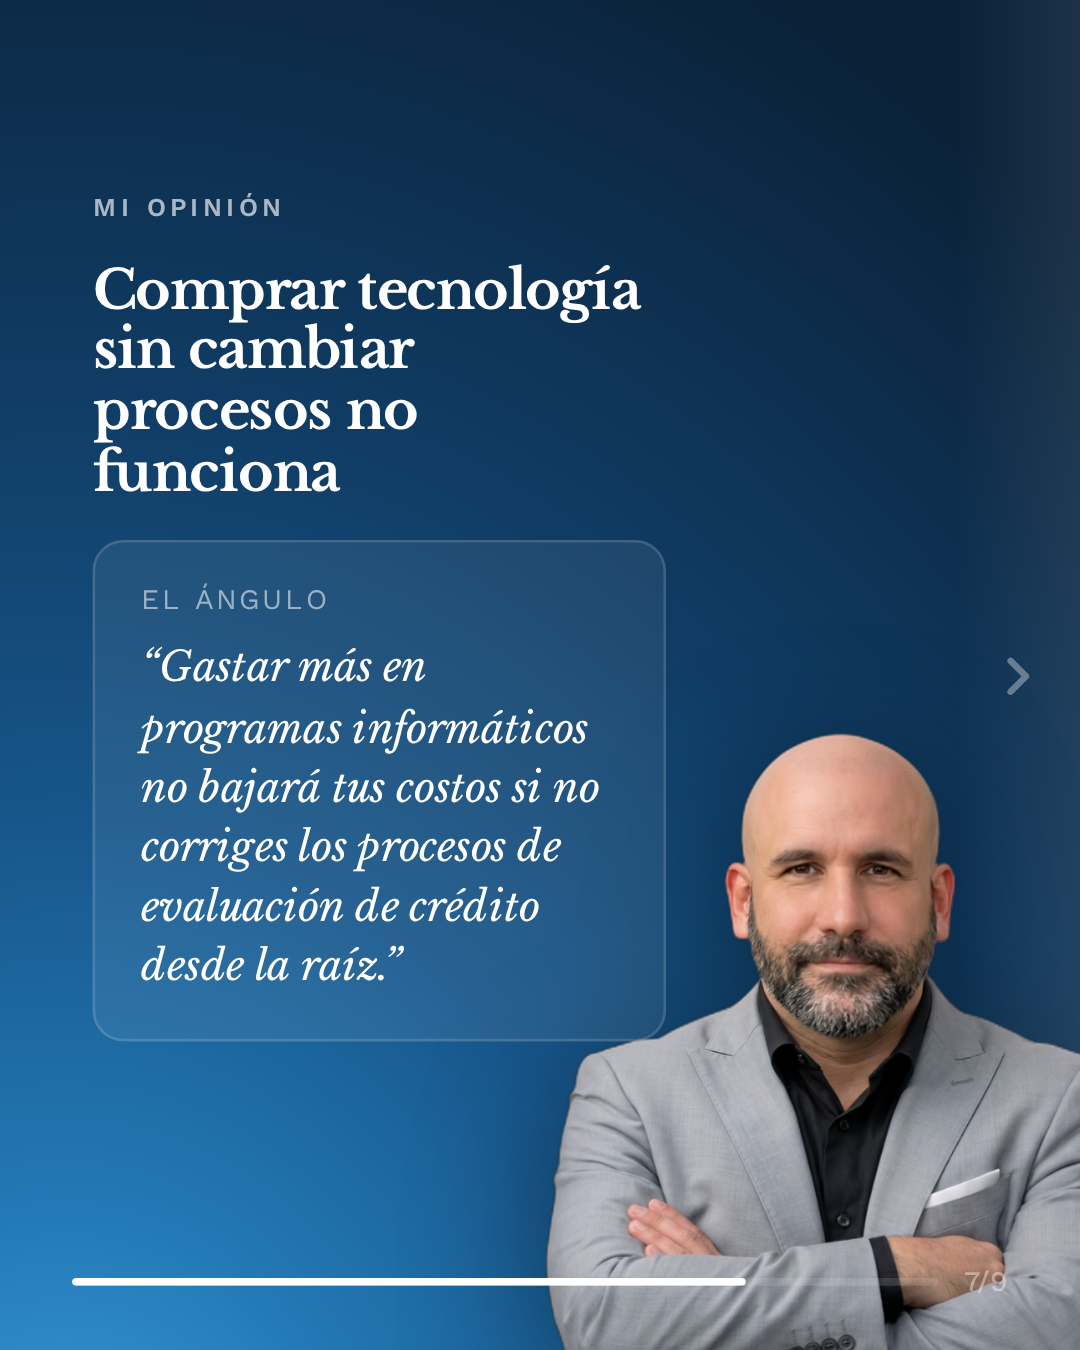 MI OPINIÓN
Comprar tecnología
sin cambiar
procesos no
funciona
EL ÁNGULO
“Gastar más en
programas informáticos
no bajará tus costos si no
corriges los procesos de
evaluación de crédito
desde la raíz.”
7/9